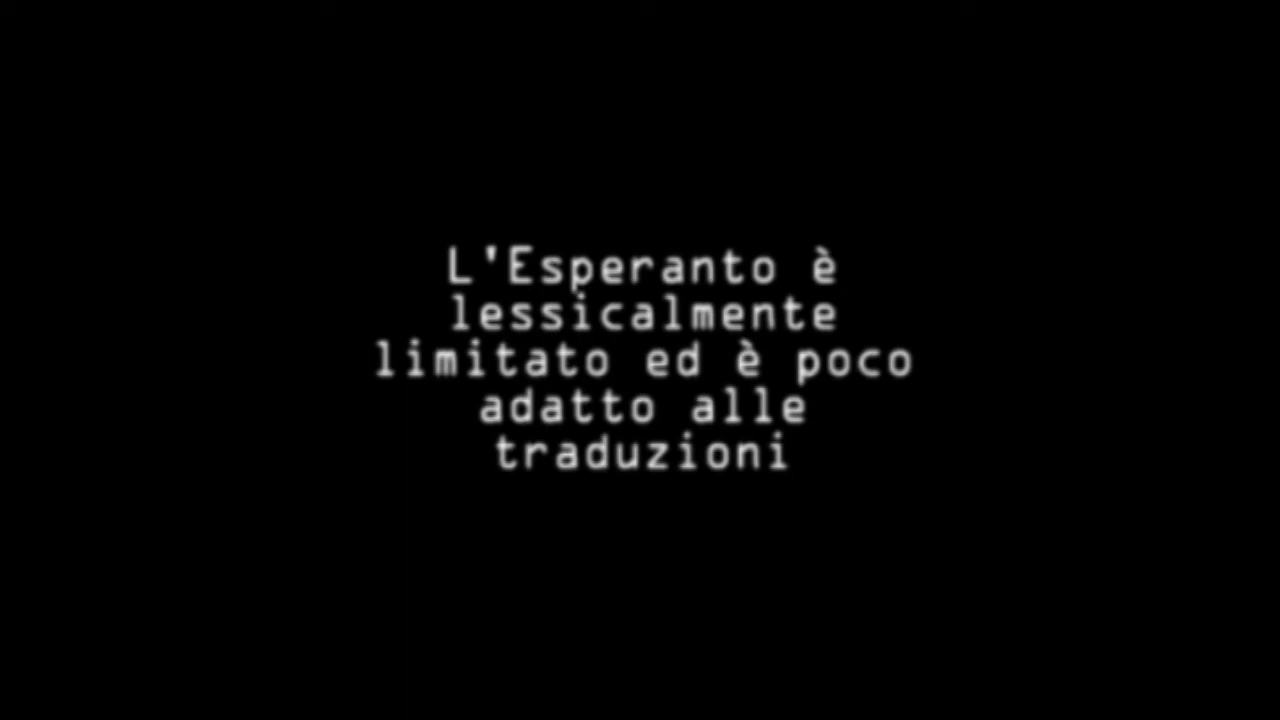 L'Esperanto è
lessicalmente
limitato ed è poco
adatto alle
traduzioni